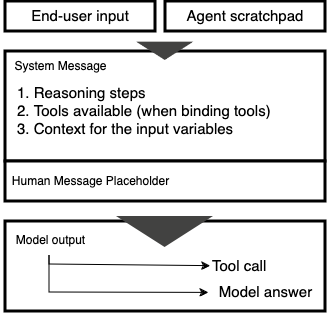 End-user input
Agent scratchpad
System Message
1. Reasoning steps
2. Tools available (when binding tools)
3. Context for the input variables
Human Message Placeholder
Model output
Tool call
Model answer